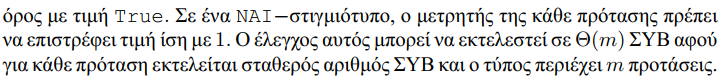 όρος με τιμή True. Σε ένα ΝΑΙ–στιγμιότυπο, ο μετρητής της κάθε πρότασης πρέπει
να επιστρέφει τιμή ίση με 1. Ο έλεγχος αυτός μπορεί να εκτελεστεί σε Θ(m) ΣΥΒ αφού
για κάθε πρόταση εκτελείται σταθερός αριθμός ΣΥΒ και ο τύπος περιέχει m προτάσεις.